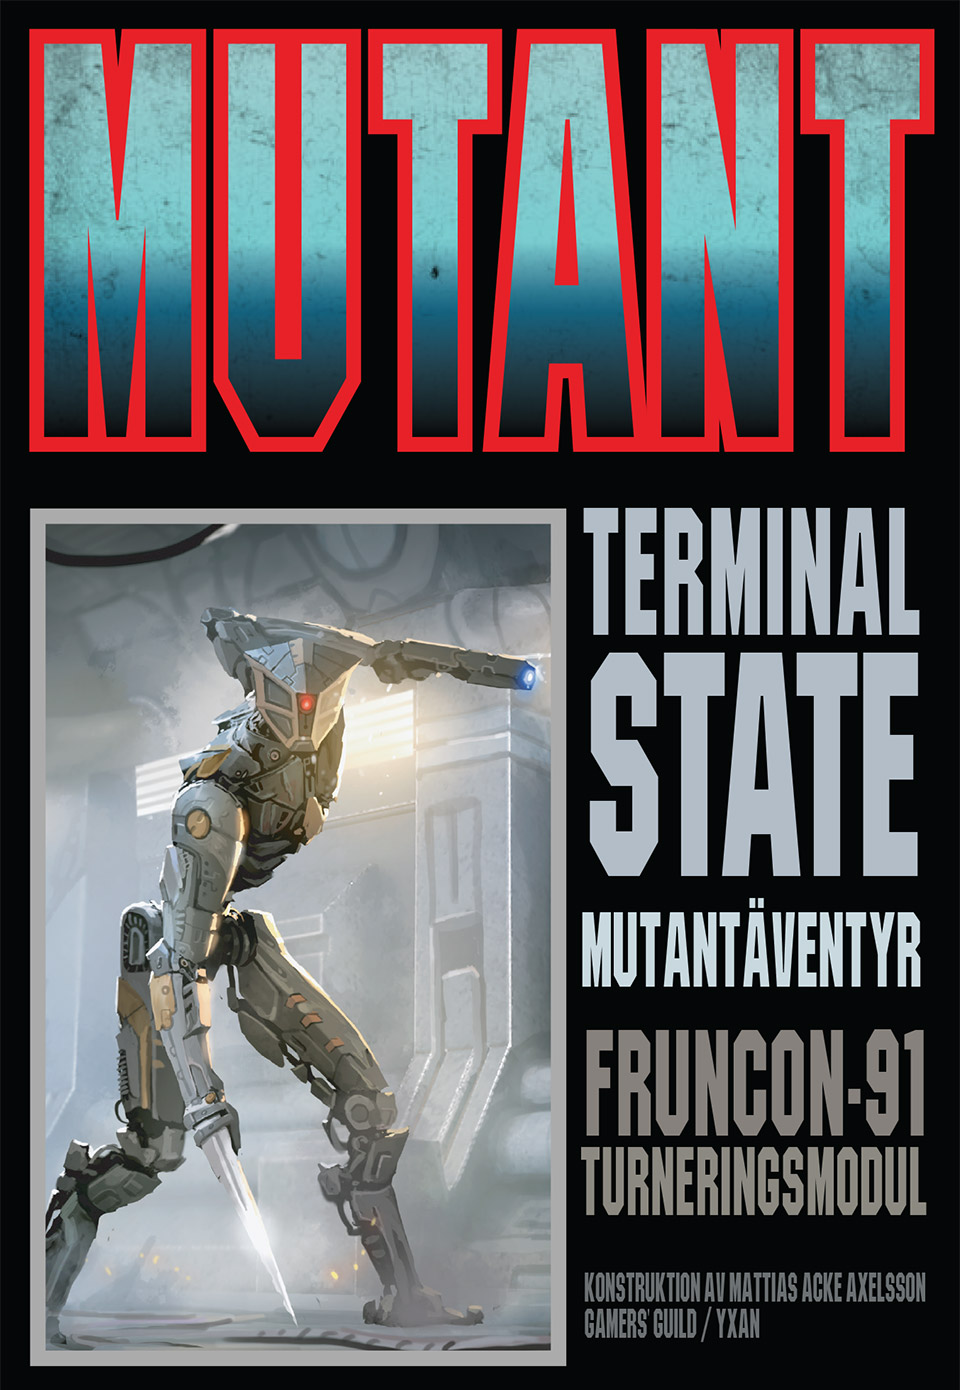 MUTANT
TERMINAL
STATE
MUTANTÄVENTYR
FRUNCON-91
TURNERINGSMODUL
KONSTRUKTION AV MATTIAS ACKE AXELSSON
GAMERS' GUILD / YXAN